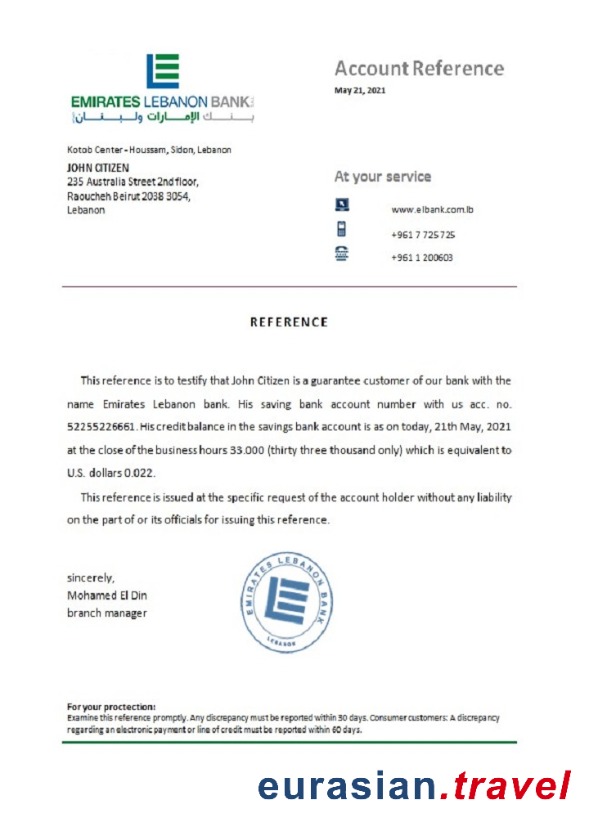 EMIRATES LEBANON BANK
بنك الإمارات ولبنان
Account Reference
May 21, 2021
Kotob Center - Houssam, Sidon, Lebanon
JOHN CITIZEN
235 Australia Street 2nd floor,
Raoucheh Beirut 2038 3054,
Lebanon
At your service
www.elbank.com.lb
+961 7 725 725
+961 1 200603
REFERENCE
This reference is to testify that John Citizen is a guarantee customer of our bank with the
name Emirates Lebanon bank. His saving bank account number with us acc. no.
52255226661. His credit balance in the savings bank account is as on today, 21th May, 2021
at the close of the business hours 33.000 (thirty three thousand only) which is equivalent to
U.S. dollars 0.022.
This reference is issued at the specific request of the account holder without any liability
on the part of or its officials for issuing this reference.
sincerely,
Mohamed El Din
branch manager
EMIRATES LEBANON BANK
LEBANON
For your proctection:
Examine this reference promptly. Any discrepancy must be reported within 30 days. Consumer customers: A discrepancy
regarding an electronic payment or line of credit must be reported within 60 days.
eurasian.travel